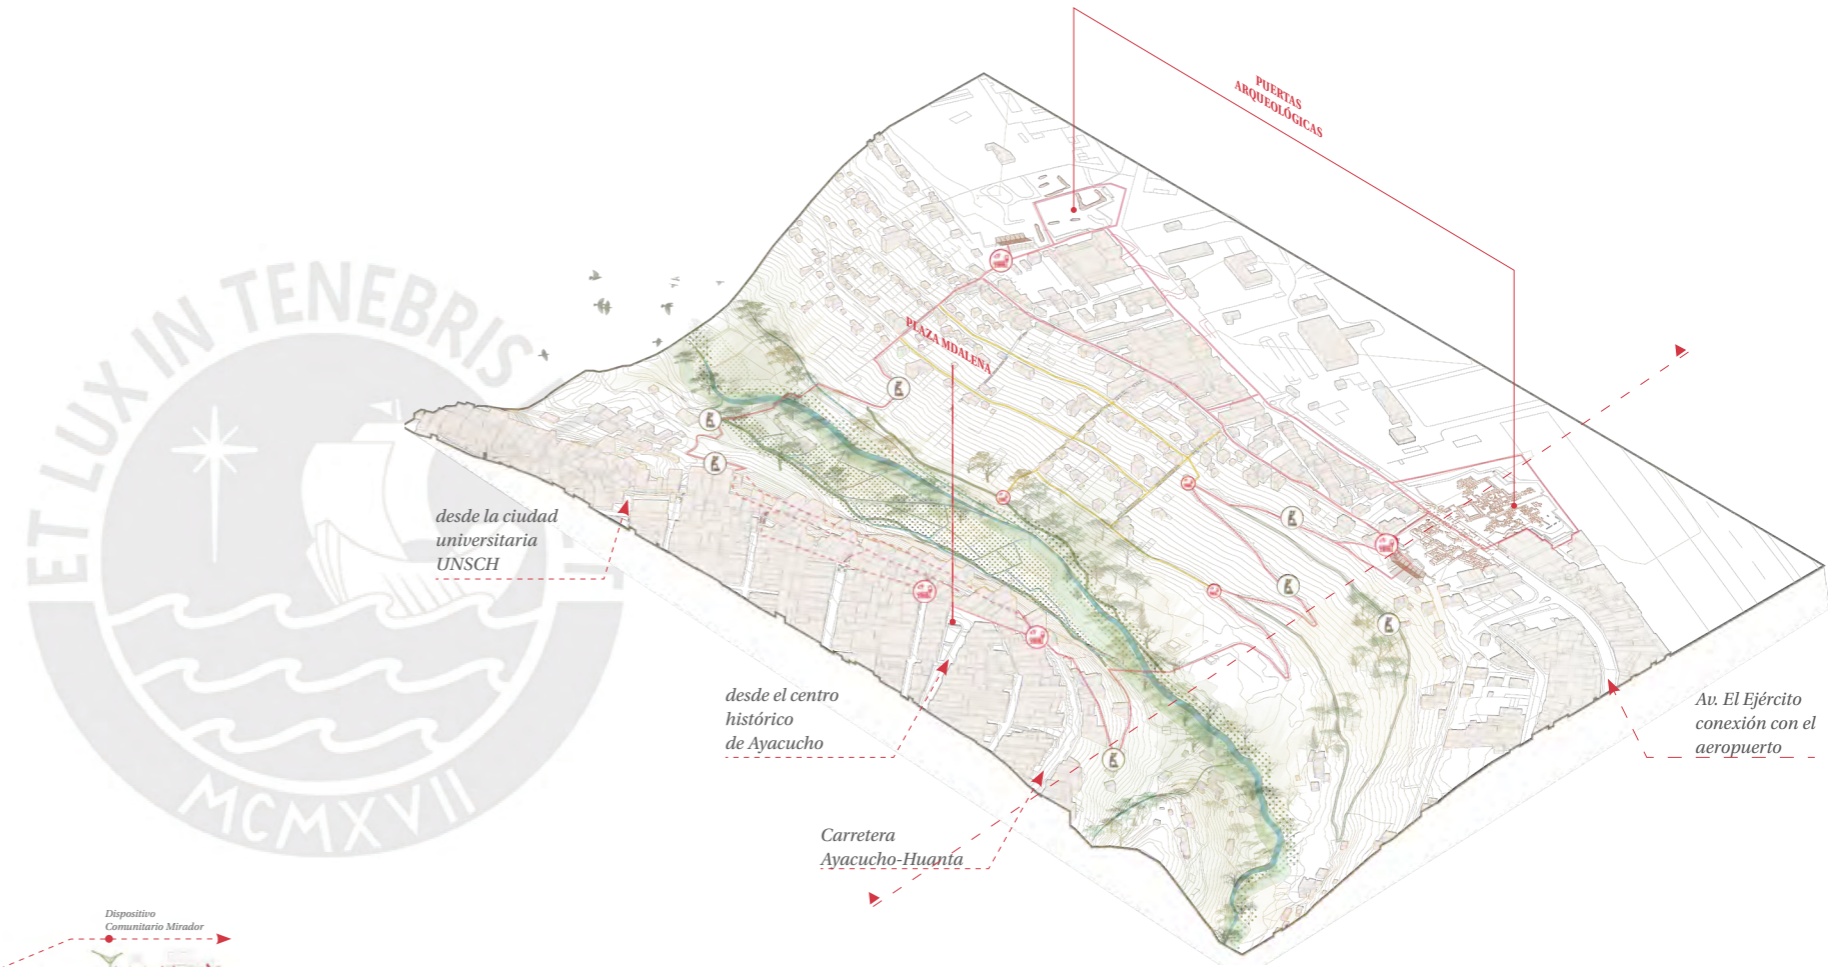 PUERTAS
ARQUEOLÓGICAS
PLAZA MDALENA
ET LUX IN TENEBRIS
MCMXVII
desde la ciudad
universitaria
UNSCH
desde el centro
histórico
de Ayacucho
Carretera
Ayacucho-Huanta
Av. El Ejército
conexión con el
aeropuerto
Dispositivo
Comunitario Mirador